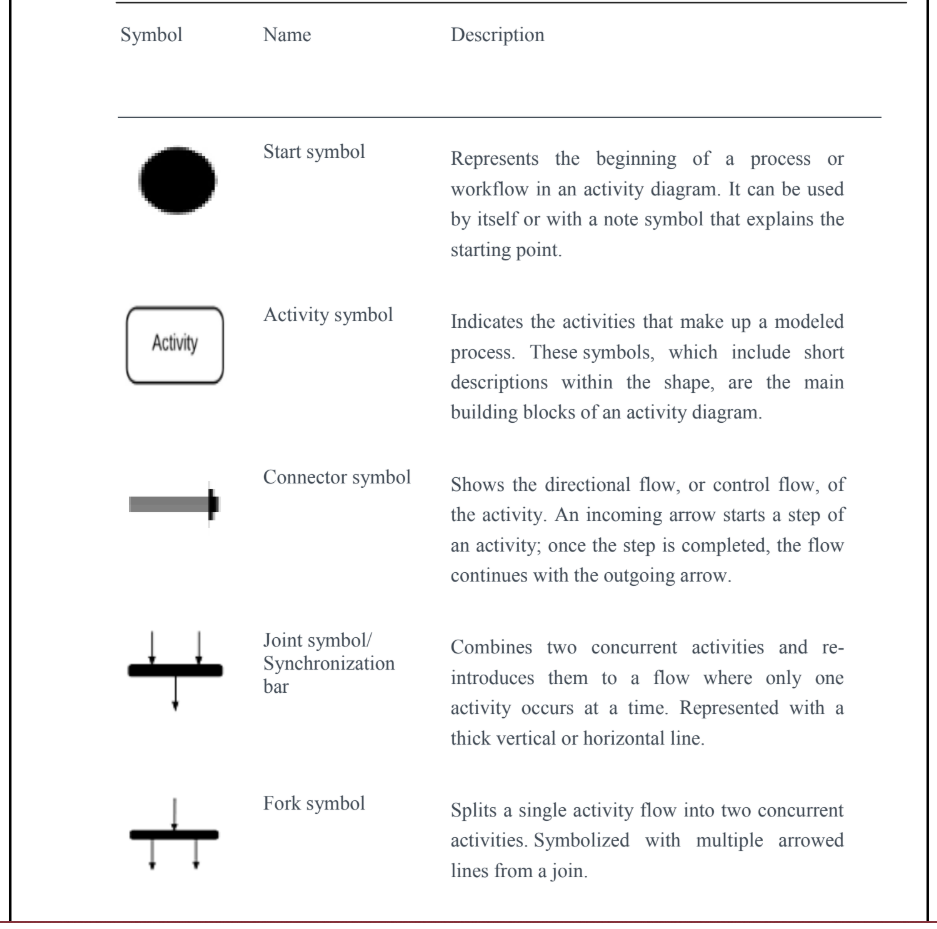 Symbol Name Description
Start symbol
Represents the beginning of a process or
workflow in an activity diagram. It can be used
by itself or with a note symbol that explains the
starting point.
Activity
Activity symbol
Indicates the activities that make up a modeled
process. These symbols, which include short
descriptions within the shape, are the main
building blocks of an activity diagram.
Connector symbol
Shows the directional flow, or control flow, of
the activity. An incoming arrow starts a step of
an activity; once the step is completed, the flow
continues with the outgoing arrow.
Joint symbol/
Synchronization
bar
Combines two concurrent activities and re-
introduces them to a flow where only one
activity occurs at a time. Represented with a
thick vertical or horizontal line.
Fork symbol
Splits a single activity flow into two concurrent
activities. Symbolized with multiple arrowed
lines from a join.